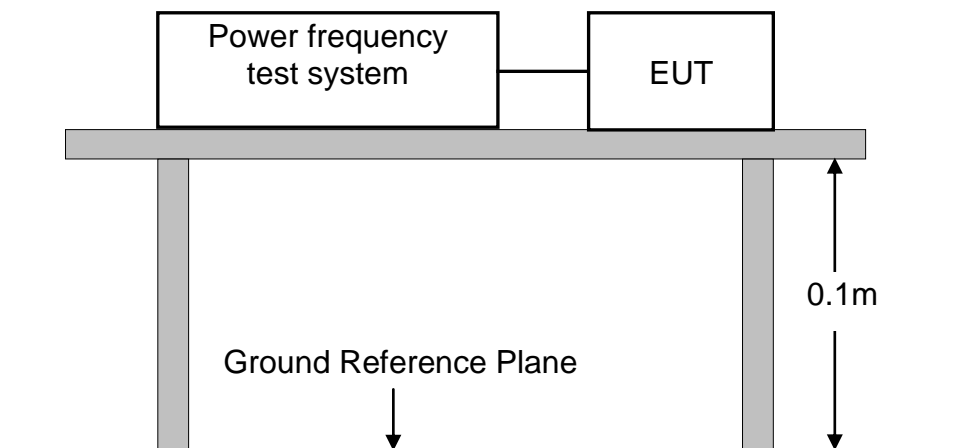 Power frequency
test system
EUT
0.1m
Ground Reference Plane